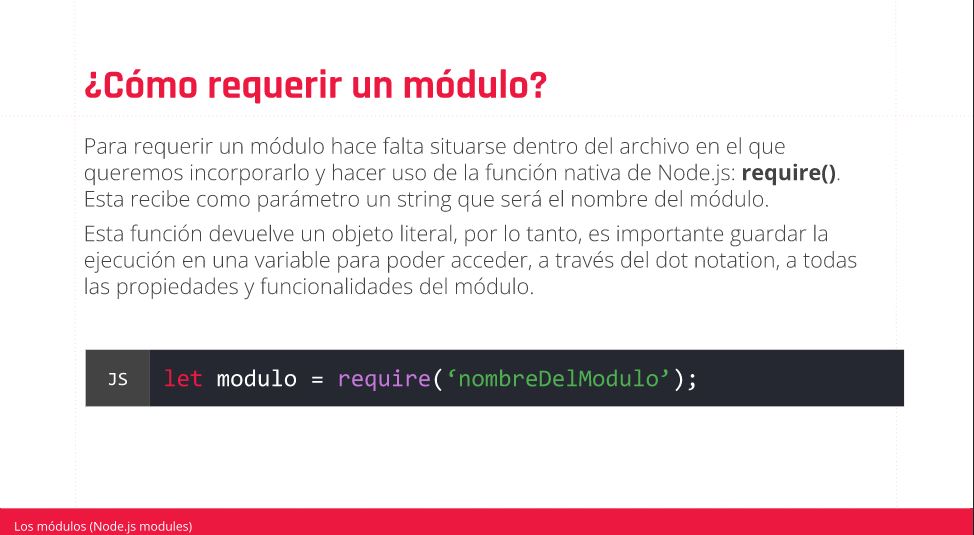 ¿Cómo requerir un módulo?
Para requerir un módulo hace falta situarse dentro del archivo en el que
queremos incorporarlo y hacer uso de la función nativa de Node.js: require().
Esta recibe como parámetro un string que será el nombre del módulo.
Esta función devuelve un objeto literal, por lo tanto, es importante guardar la
ejecución en una variable para poder acceder, a través del dot notation, a todas
las propiedades y funcionalidades del módulo.
JS let modulo = require(‘nombreDelModulo’);
Los módulos (Node.js modules)